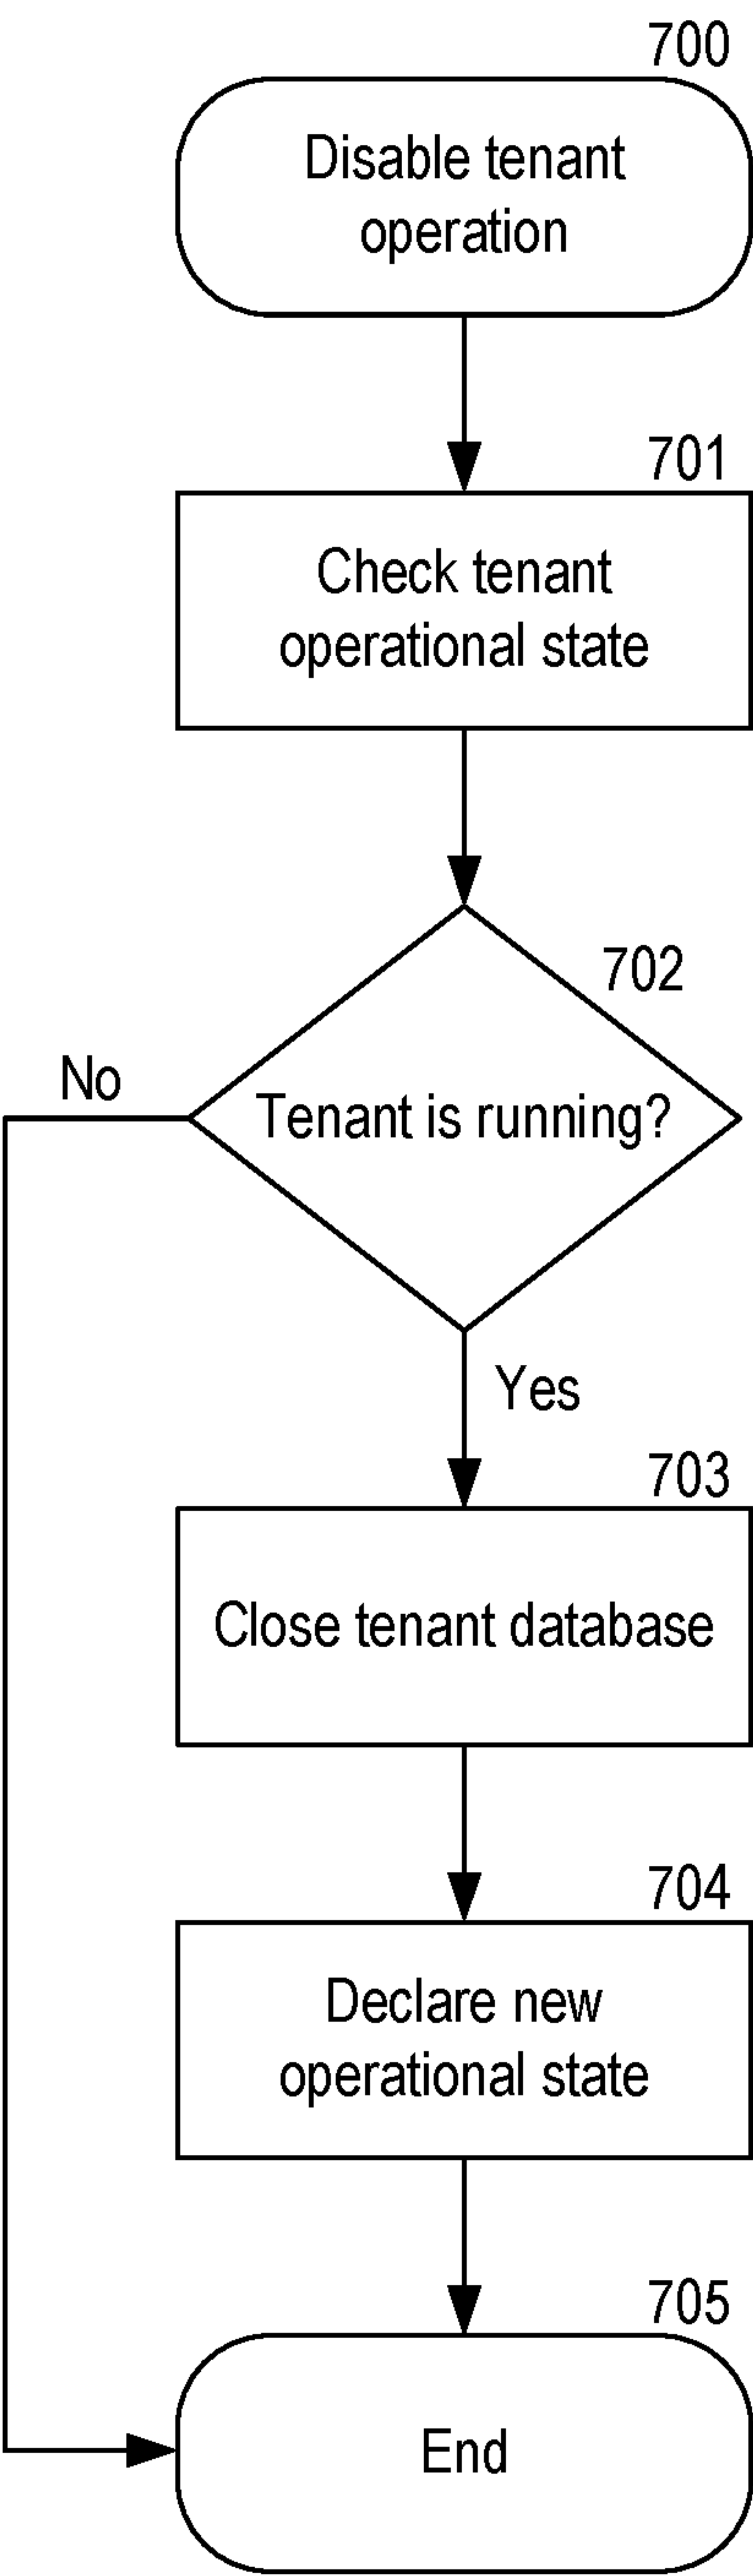 700
Disable tenant
operation
701
Check tenant
operational state
702
No
Tenant is running?
Yes
703
Close tenant database
704
Declare new
operational state
705
End